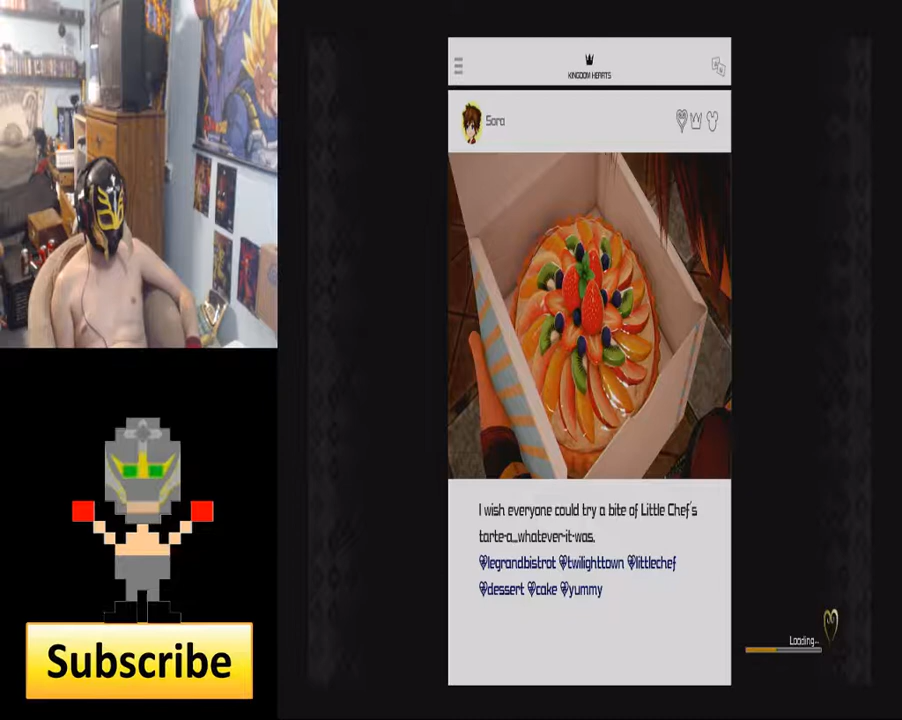 KINGDOM HEARTS
Sora
I wish everyone could try a bite of Little Chef's
tarte-a_whatever-it-was.
legrandbistrot twilighttown littlechef
dessert cake yummy
Loading...
Subscribe